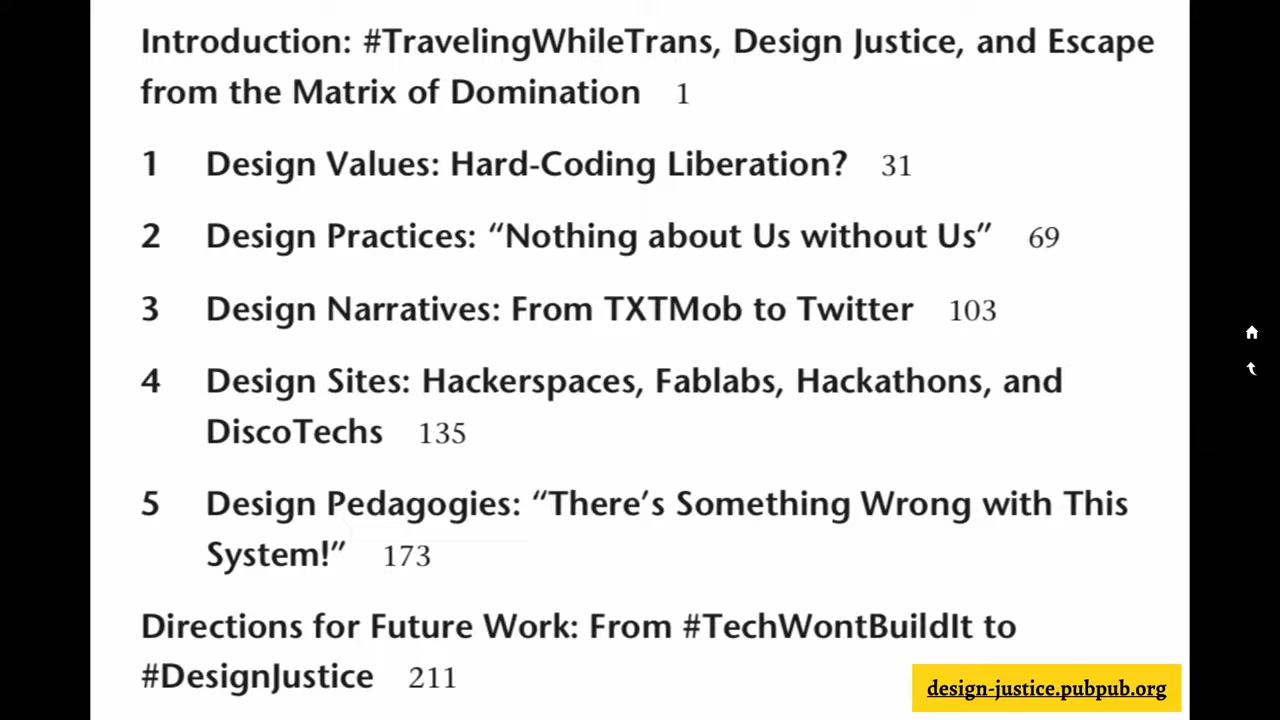 Introduction: #TravelingWhileTrans, Design Justice, and Escape
from the Matrix of Domination 1
1 Design Values: Hard-Coding Liberation? 31
2 Design Practices: “Nothing about Us without Us” 69
3 Design Narratives: From TXTMob to Twitter 103
4 Design Sites: Hackerspaces, Fablabs, Hackathons, and
DiscoTechs 135
5 Design Pedagogies: “There’s Something Wrong with This
System!” 173
Directions for Future Work: From #TechWontBuildIt to
#DesignJustice 211
design-justice.pubpub.org